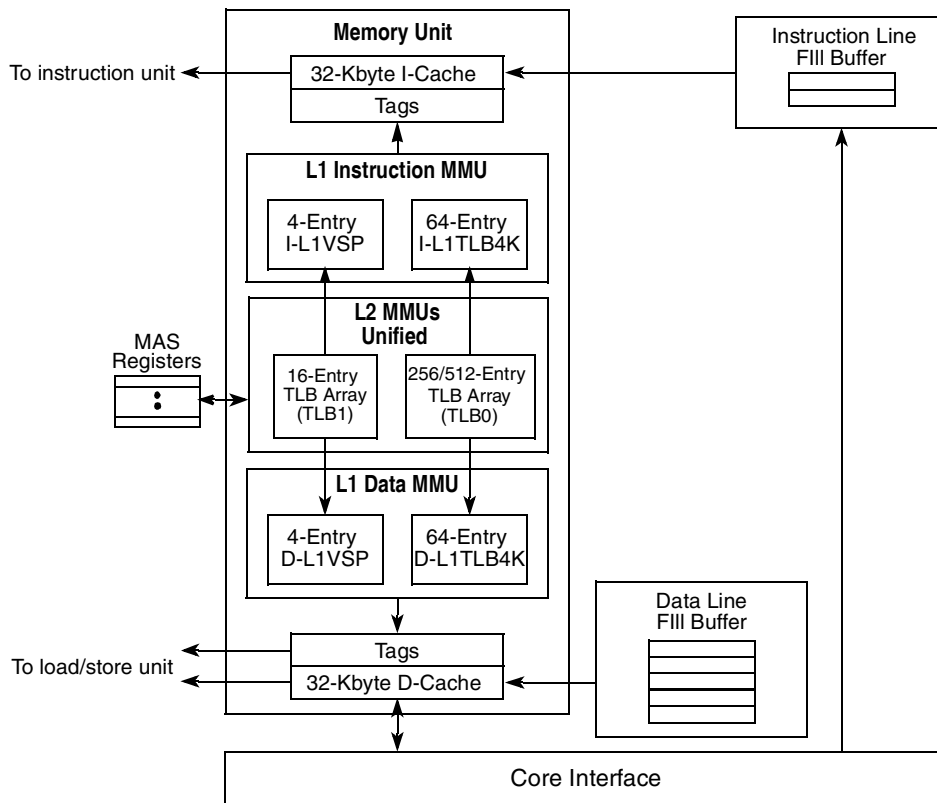 Memory Unit
Instruction Line
FIll Buffer
To instruction unit
32-Kbyte I-Cache
Tags
L1 Instruction MMU
4-Entry
I-L1VSP
64-Entry
I-L1TLB4K
L2 MMUs
Unified
MAS
Registers
16-Entry
TLB Array
(TLB1)
256/512-Entry
TLB Array
(TLB0)
L1 Data MMU
4-Entry
D-L1VSP
64-Entry
D-L1TLB4K
Data Line
FIll Buffer
To load/store unit
Tags
32-Kbyte D-Cache
Core Interface